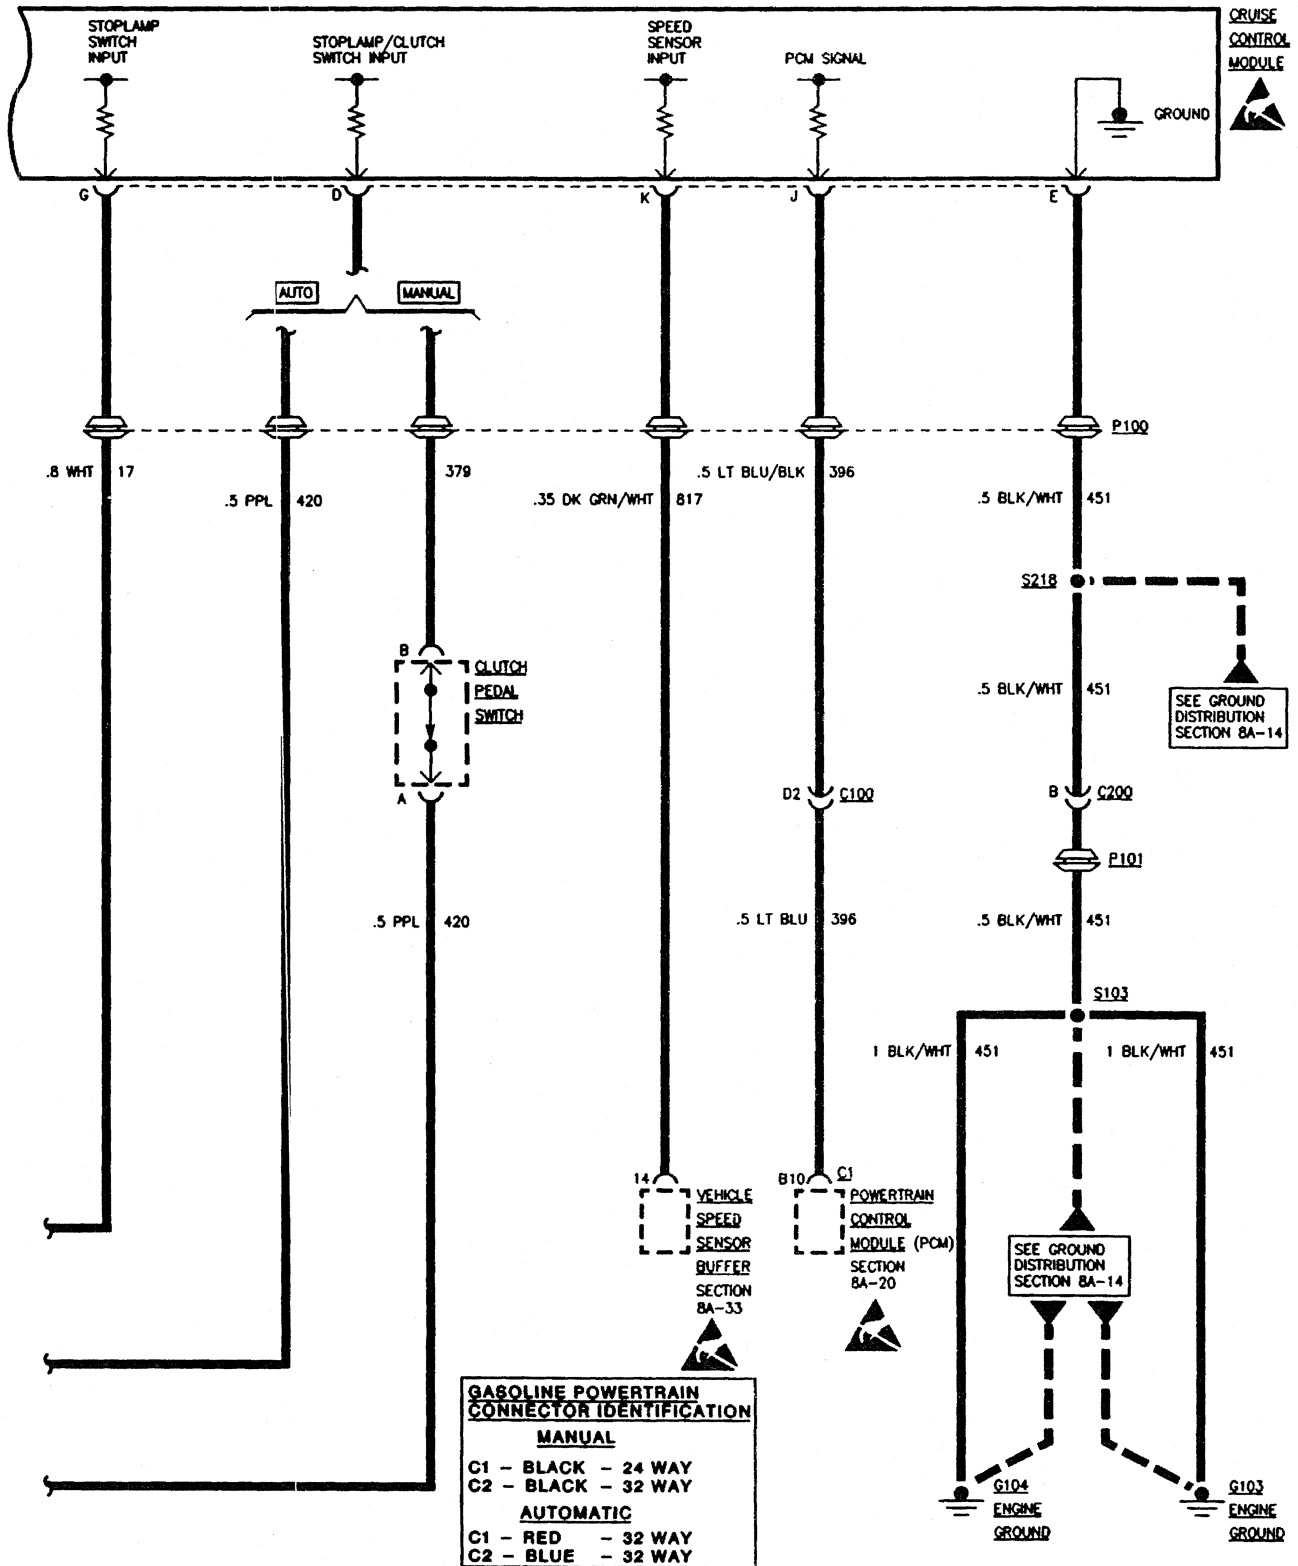 STOPLAMP
SWITCH
INPUT
STOPLAMP/CLUTCH
SWITCH INPUT
SPEED
SENSOR
INPUT
PCM SIGNAL
GROUND
CRUISE
CONTROL
MODULE
G
D
K
J
E
AUTO
MANUAL
P100
.8 WHT 17
.5 PPL 420
379
.35 DK GRN/WHT 817
.5 LT BLU/BLK 396
.5 BLK/WHT 451
S218
B
CLUTCH
PEDAL
SWITCH
A
.5 BLK/WHT 451
SEE GROUND
DISTRIBUTION
SECTION 8A-14
D2 C100
B C200
P101
.5 PPL 420
.5 LT BLU 396
.5 BLK/WHT 451
S103
1 BLK/WHT 451
1 BLK/WHT 451
14
VEHICLE
SPEED
SENSOR
BUFFER
SECTION
8A-33
B10 C1
POWERTRAIN
CONTROL
MODULE (PCM)
SECTION
8A-20
SEE GROUND
DISTRIBUTION
SECTION 8A-14
GASOLINE POWERTRAIN
CONNECTOR IDENTIFICATION
MANUAL
C1 - BLACK - 24 WAY
C2 - BLACK - 32 WAY
AUTOMATIC
C1 - RED - 32 WAY
C2 - BLUE - 32 WAY
G104
ENGINE
GROUND
G103
ENGINE
GROUND